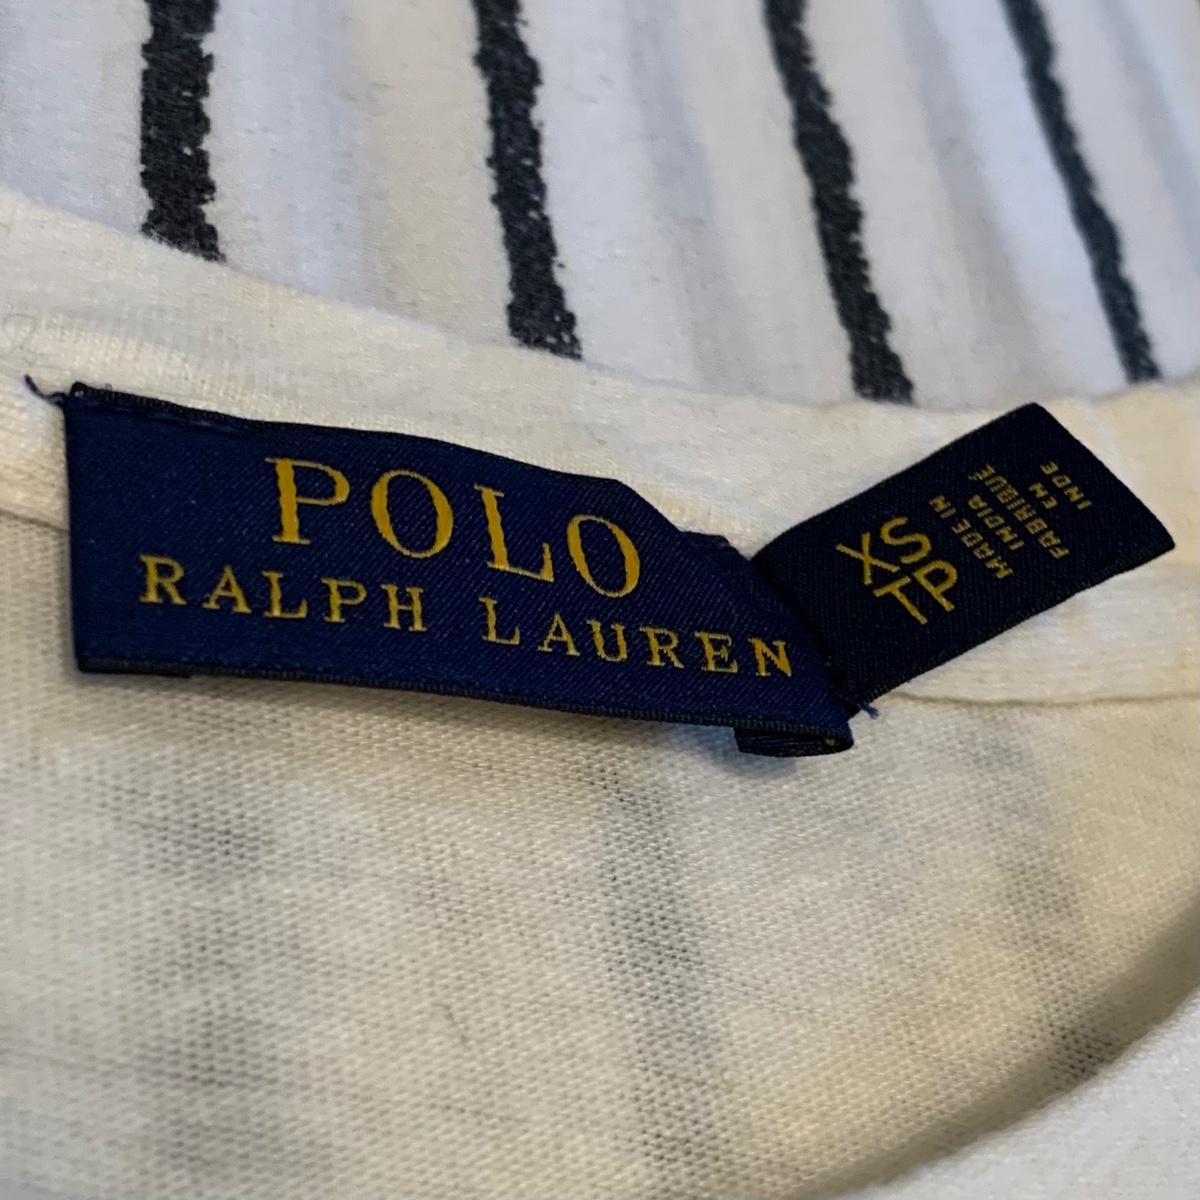 POLO
RALPH LAUREN
XS
TP
MADE IN
INDIA
FABRIQUÉ
EN
INDE